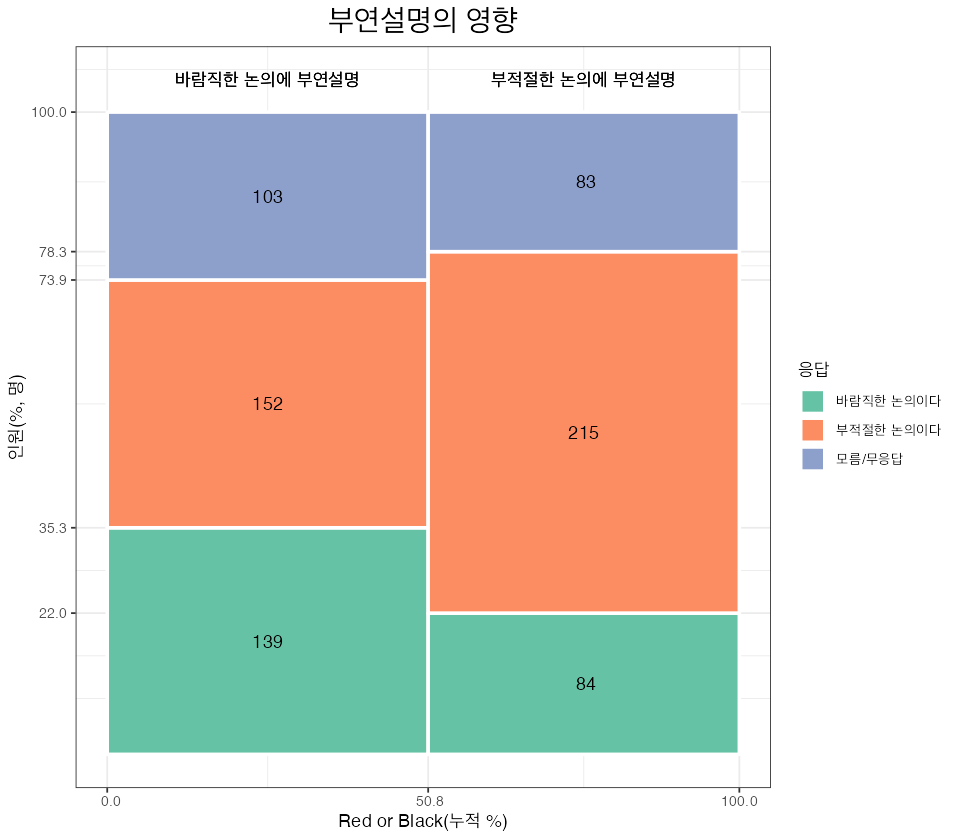 부연설명의 영향
바람직한 논의에 부연설명
부적절한 논의에 부연설명
100.0
78.3
73.9
35.3
22.0
인원(%, 명)
103
83
152
215
139
84
0.0
50.8
100.0
Red or Black(누적 %)
응답
바람직한 논의이다
부적절한 논의이다
모름/무응답